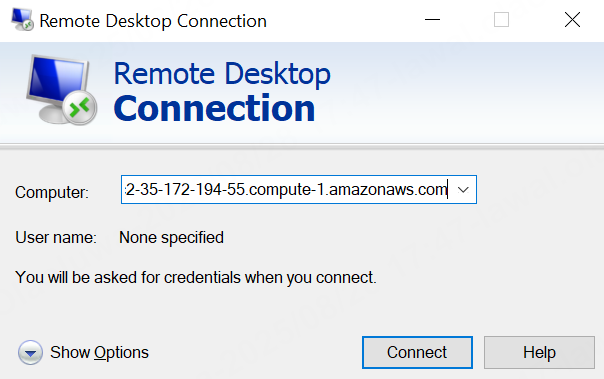 Remote Desktop Connection
Remote Desktop
Connection
Computer:
2-35-172-194-55.compute-1.amazonaws.com
User name: None specified
You will be asked for credentials when you connect.
Show Options
Connect
Help